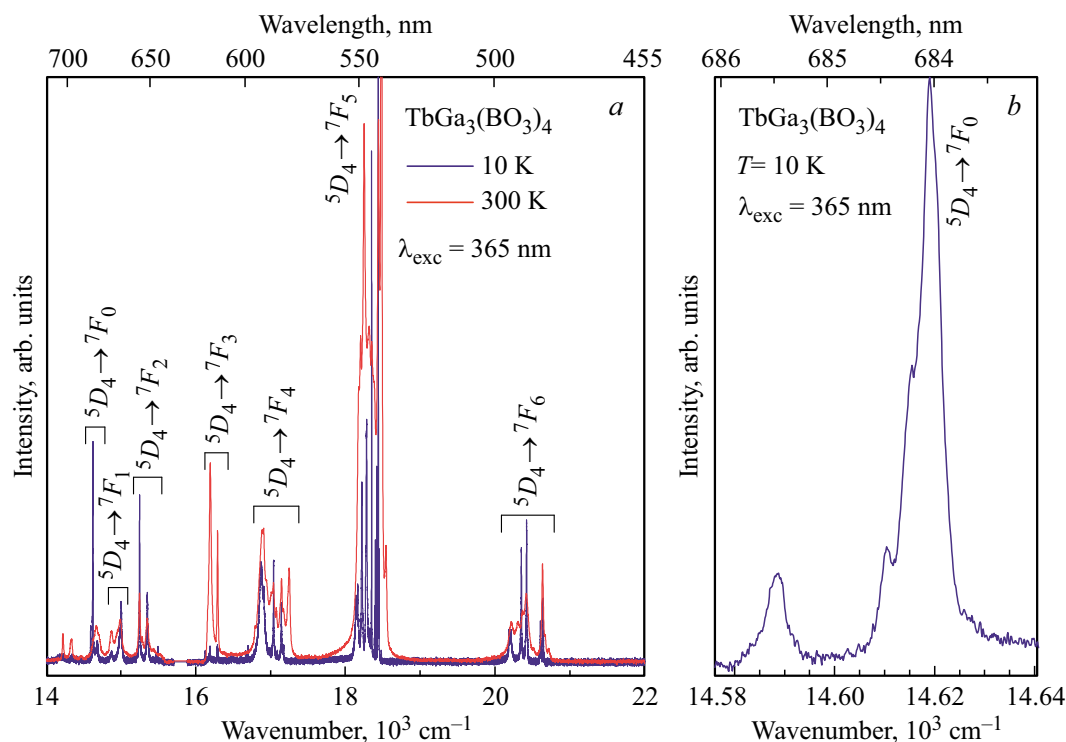 Wavelength, nm
700 650 600 550 500 455
a
TbGa₃(BO₃)₄
10 K
300 K
λexc = 365 nm
⁵D₄→⁷F₀
⁵D₄→⁷F₁
⁵D₄→⁷F₂
⁵D₄→⁷F₃
⁵D₄→⁷F₄
⁵D₄→⁷F₅
⁵D₄→⁷F₆
Intensity, arb. units
14 16 18 20 22
Wavenumber, 10³ cm⁻¹
Wavelength, nm
686 685 684
b
TbGa₃(BO₃)₄
T= 10 K
λexc = 365 nm
⁵D₄→⁷F₀
Intensity, arb. units
14.58 14.60 14.62 14.64
Wavenumber, 10³ cm⁻¹